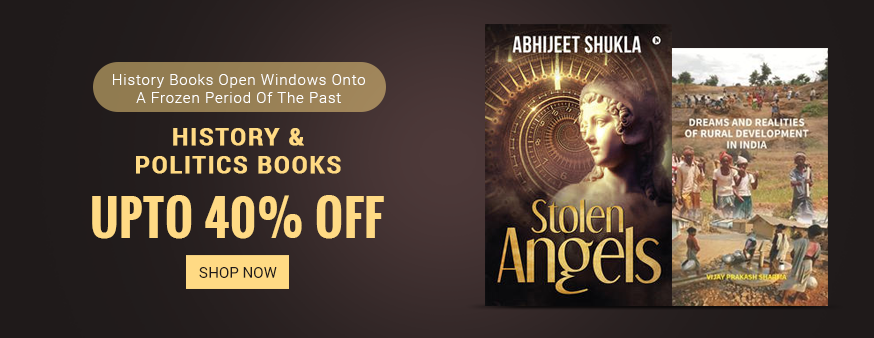 History Books Open Windows Onto
A Frozen Period Of The Past
HISTORY &
POLITICS BOOKS
UPTO 40% OFF
SHOP NOW
ABHIJEET SHUKLA
Stolen
Angels
DREAMS AND REALITIES
OF RURAL DEVELOPMENT
IN INDIA
VIJAY PRAKASH SHARMA